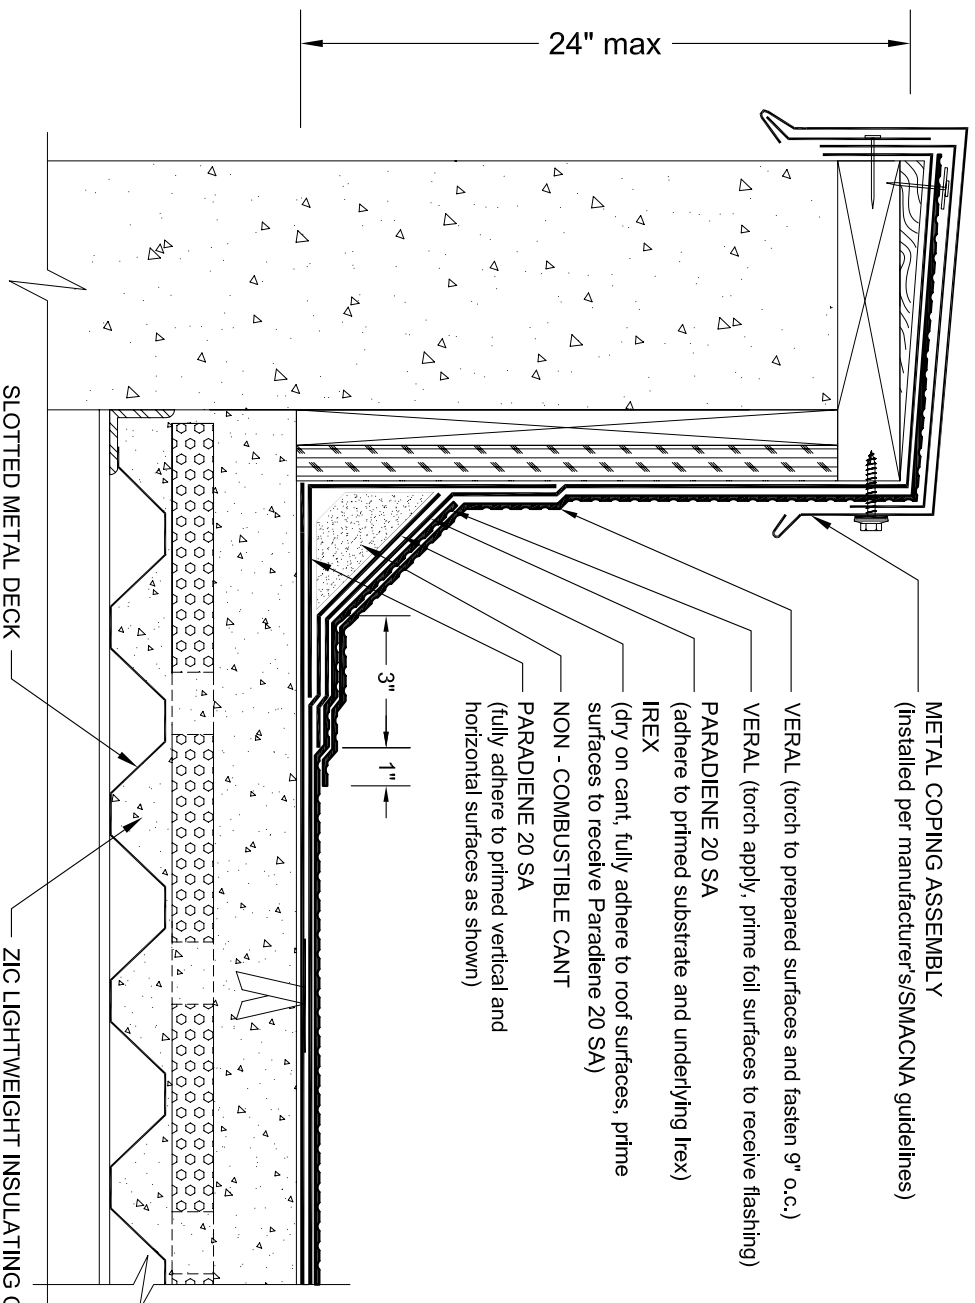 24" max
METAL COPING ASSEMBLY
(installed per manufacturer's/SMACNA guidelines)
VERAL (torch to prepared surfaces and fasten 9" o.c.)
VERAL (torch apply, prime foil surfaces to receive flashing)
PARADIENE 20 SA
(adhere to primed substrate and underlying Irex)
IREX
(dry on cant, fully adhere to roof surfaces, prime
surfaces to receive Paradiene 20 SA)
NON - COMBUSTIBLE CANT
PARADIENE 20 SA
(fully adhere to primed vertical and
horizontal surfaces as shown)
3"
1"
SLOTTED METAL DECK
ZIC LIGHTWEIGHT INSULATING